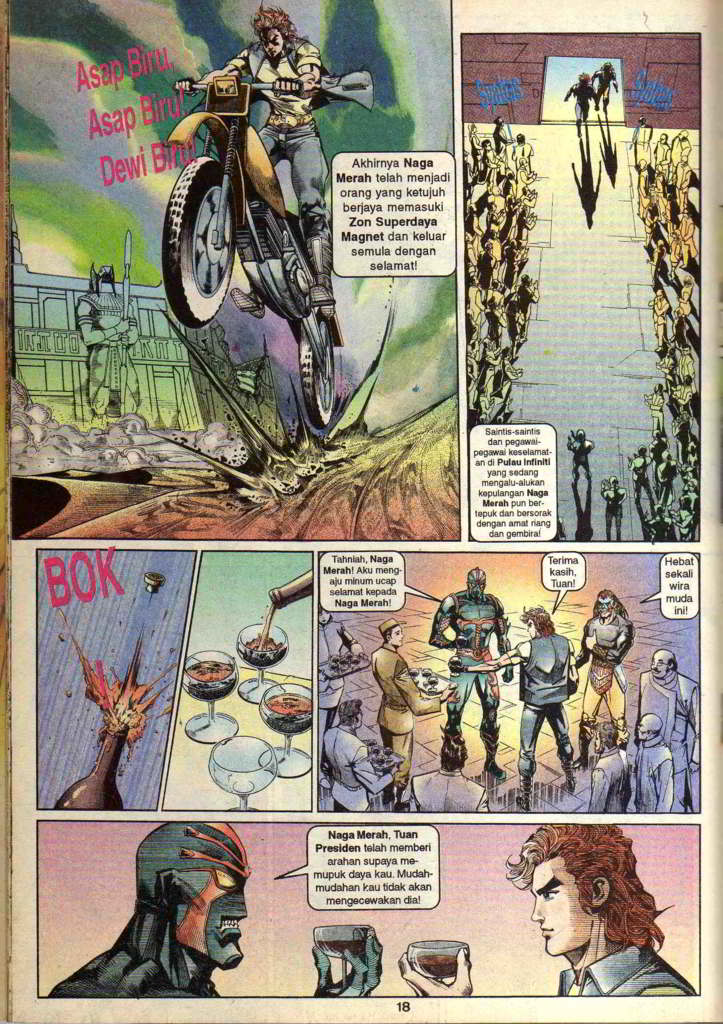 Asap Biru,
Asap Biru,
Dewi Biru!
Akhirnya Naga
Merah telah menjadi
orang yang ketujuh
berjaya memasuki
Zon Superdaya
Magnet dan keluar
semula dengan
selamat!
Saintis-saintis
dan pegawai-
pegawai keselamat-
an di Pulau Infiniti
yang sedang
mengalu-alukan
kepulangan Naga
Merah pun ber-
tepuk dan bersorak
dengan amat riang
dan gembira!
BOK
Tahniah, Naga
Merah! Aku meng-
aju minum ucap
selamat kepada
Naga Merah!
Terima
kasih,
Tuan!
Hebat
sekali
wira
muda
ini!
Naga Merah, Tuan
Presiden telah memberi
arahan supaya me-
mupuk daya kau. Mudah-
mudahan kau tidak akan
mengecewakan dia!
18